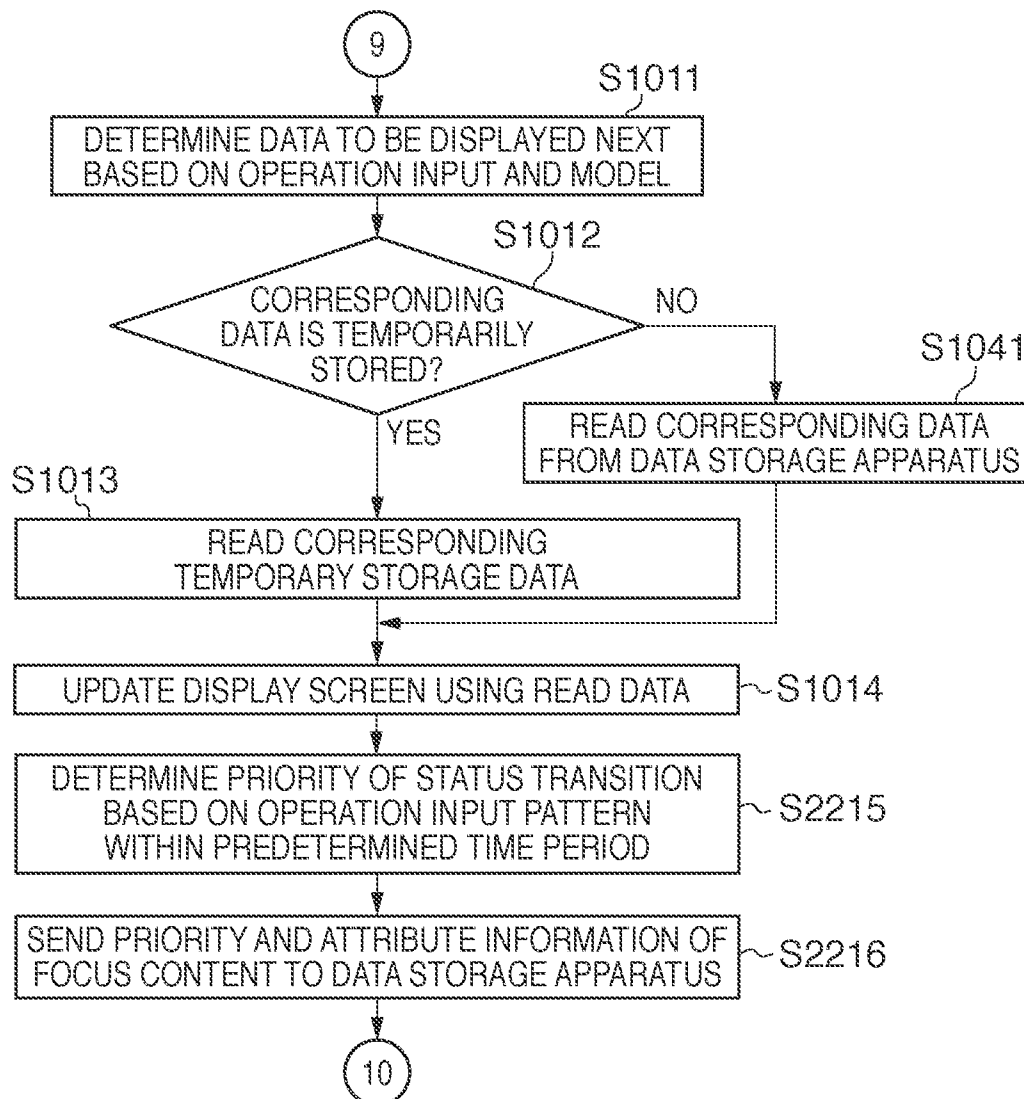 9
S1011
DETERMINE DATA TO BE DISPLAYED NEXT
BASED ON OPERATION INPUT AND MODEL
S1012
CORRESPONDING
DATA IS TEMPORARILY
STORED?
NO
YES
S1041
READ CORRESPONDING DATA
FROM DATA STORAGE APPARATUS
S1013
READ CORRESPONDING
TEMPORARY STORAGE DATA
UPDATE DISPLAY SCREEN USING READ DATA
S1014
DETERMINE PRIORITY OF STATUS TRANSITION
BASED ON OPERATION INPUT PATTERN
WITHIN PREDETERMINED TIME PERIOD
S2215
SEND PRIORITY AND ATTRIBUTE INFORMATION OF
FOCUS CONTENT TO DATA STORAGE APPARATUS
S2216
10